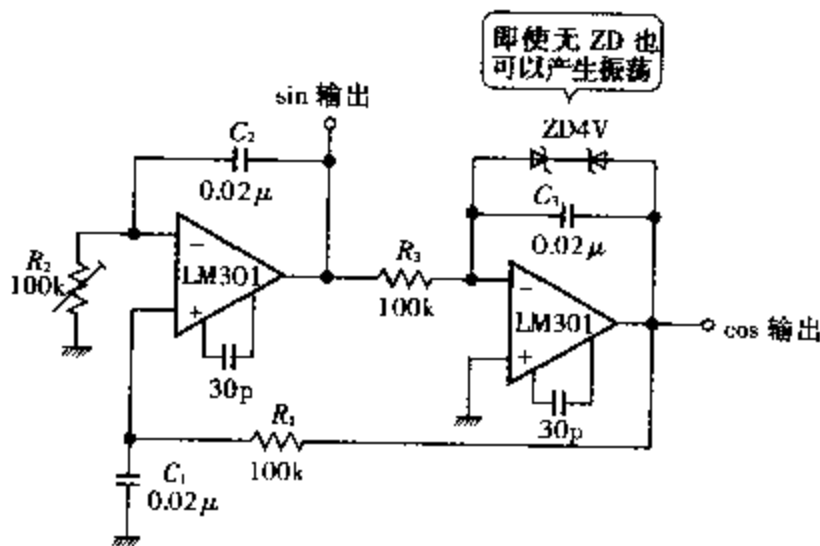 即使无 ZD 也
可以产生振荡
sin 输出
ZD4V
C₂
0.02μ
C₃
0.02μ
R₂
100k
−
LM301
+
30p
R₃
100k
−
LM301
+
30p
cos 输出
R₁
100k
C₁
0.02μ